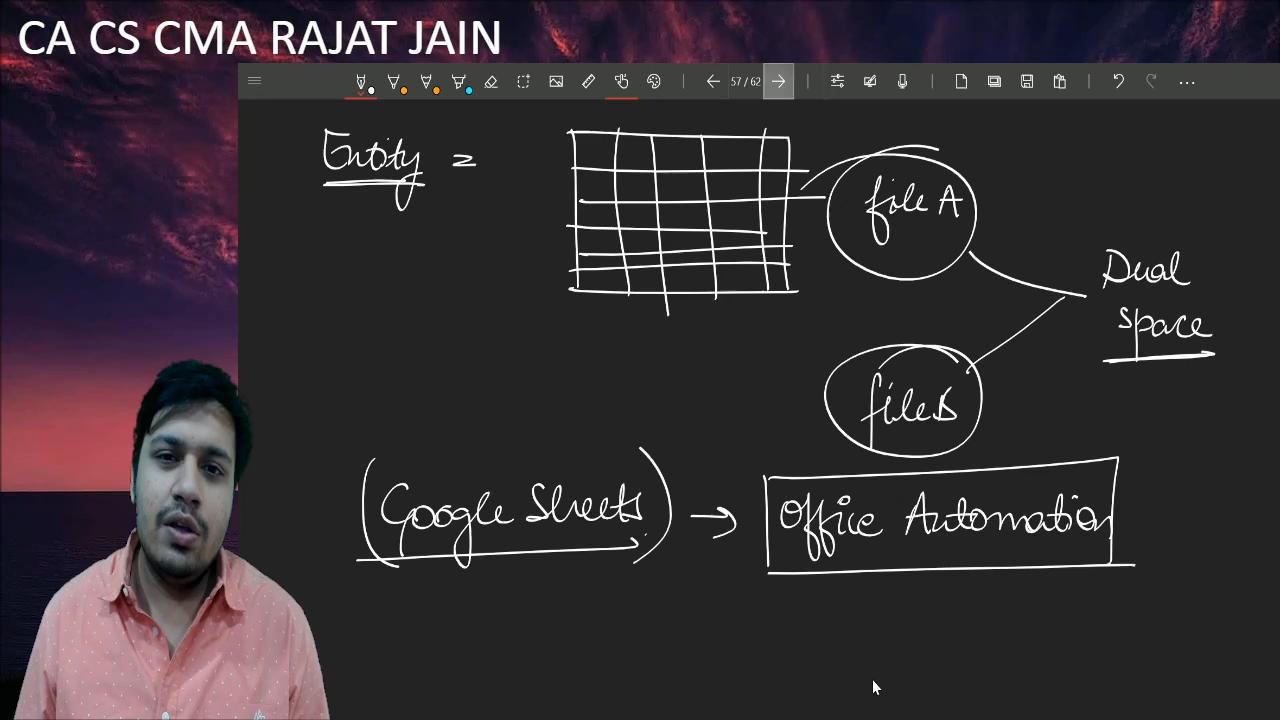 CA CS CMA RAJAT JAIN
57 / 62
Entity =
file A
Dual
space
file B
(Google Sheets) → Office Automation